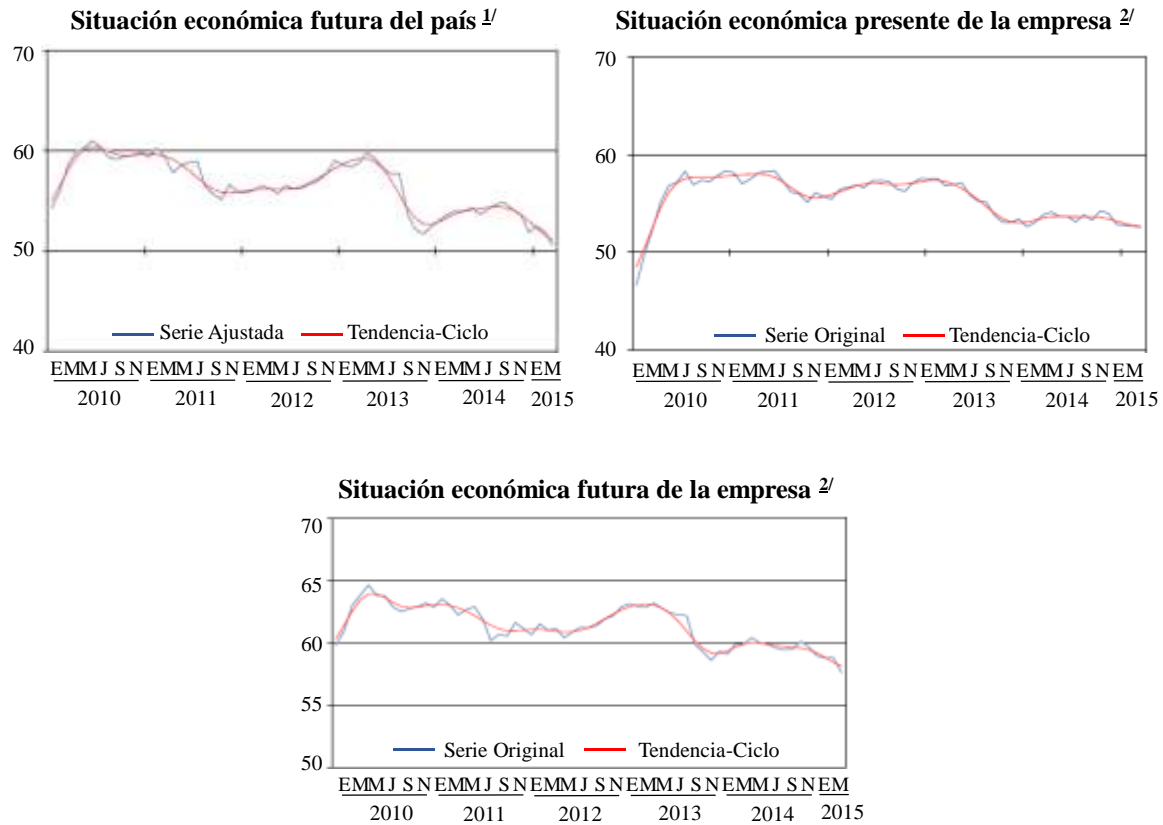 Situación económica futura del país 1/
70
60
50
40
Serie Ajustada Tendencia-Ciclo
EMMJ S N EMMJ S N EMMJ S N EMMJ S N EMMJ S N EM
2010 2011 2012 2013 2014 2015
Situación económica presente de la empresa 2/
70
60
50
40
Serie Original Tendencia-Ciclo
EMMJ S N EMMJ S N EMMJ S N EMMJ S N EMMJ S N EM
2010 2011 2012 2013 2014 2015
Situación económica futura de la empresa 2/
70
65
60
55
50
Serie Original Tendencia-Ciclo
EMMJ S N EMMJ S N EMMJ S N EMMJ S N EMMJ S N EM
2010 2011 2012 2013 2014 2015